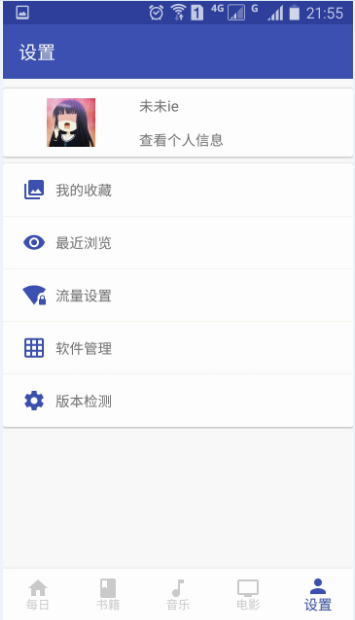 1 4G G 21:55
设置
未未ie
查看个人信息
我的收藏
最近浏览
流量设置
软件管理
版本检测
每日 书籍 音乐 电影 设置